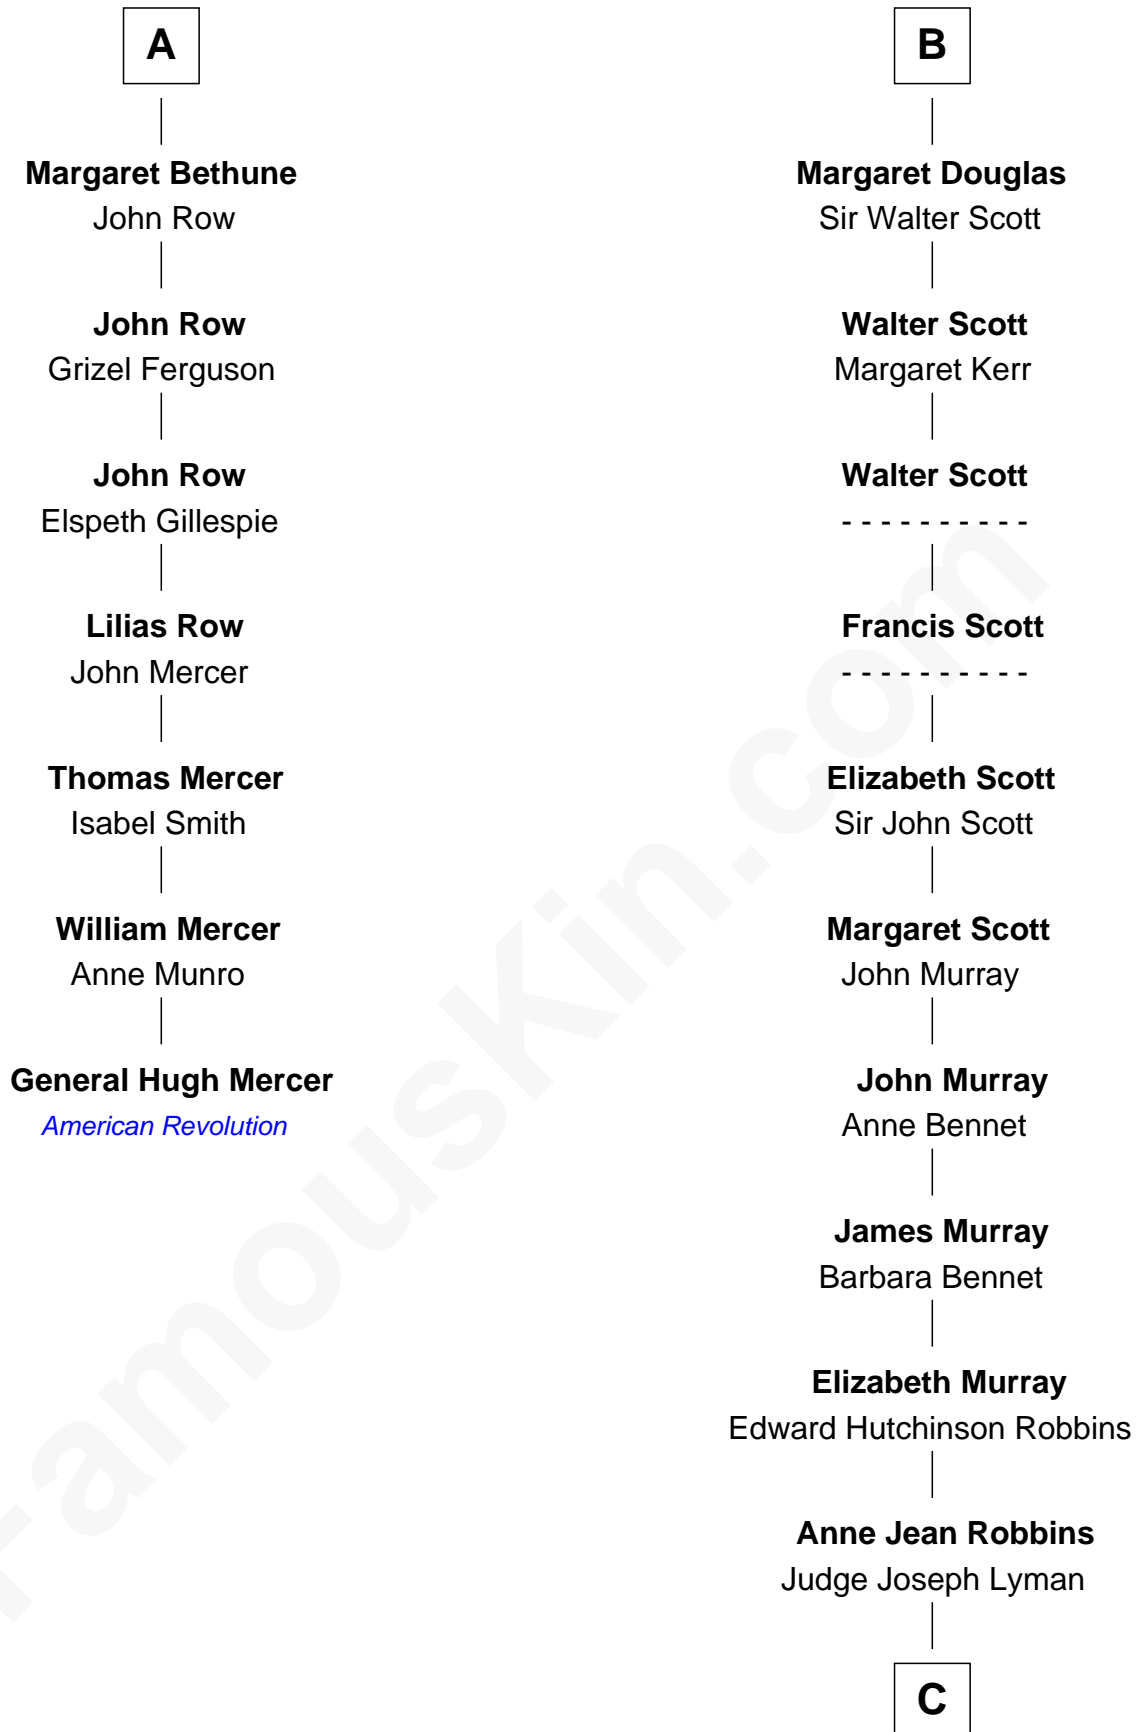 A
Margaret Bethune
John Row
John Row
Grizel Ferguson
John Row
Elspeth Gillespie
Lilias Row
John Mercer
Thomas Mercer
Isabel Smith
William Mercer
Anne Munro
General Hugh Mercer
American Revolution
B
Margaret Douglas
Sir Walter Scott
Walter Scott
Margaret Kerr
Walter Scott
- - - - - - - - - -
Francis Scott
- - - - - - - - - -
Elizabeth Scott
Sir John Scott
Margaret Scott
John Murray
John Murray
Anne Bennet
James Murray
Barbara Bennet
Elizabeth Murray
Edward Hutchinson Robbins
Anne Jean Robbins
Judge Joseph Lyman
C
FamousKin.com